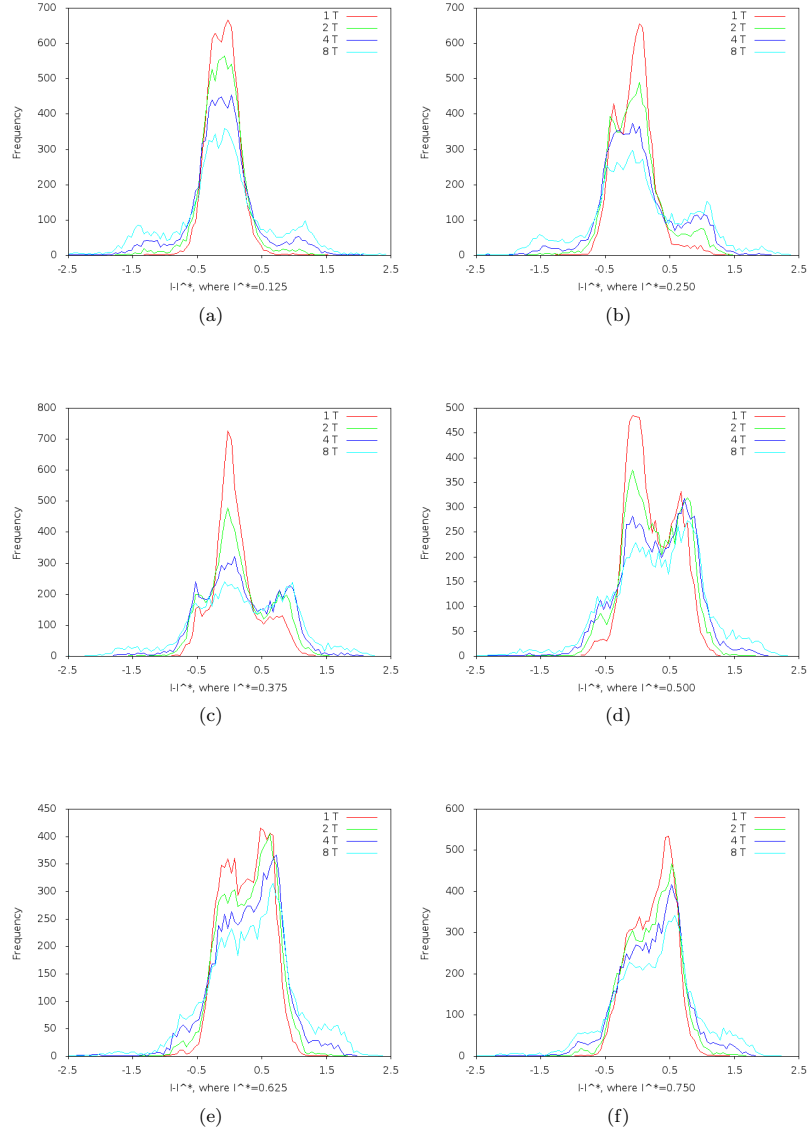 700
600
500
400
300
200
100
0
Frequency
-2.5 -1.5 -0.5 0.5 1.5 2.5
I-I^*, where I^*=0.125
1 T
2 T
4 T
8 T
(a)
700
600
500
400
300
200
100
0
Frequency
-2.5 -1.5 -0.5 0.5 1.5 2.5
I-I^*, where I^*=0.250
1 T
2 T
4 T
8 T
(b)
800
700
600
500
400
300
200
100
0
Frequency
-2.5 -1.5 -0.5 0.5 1.5 2.5
I-I^*, where I^*=0.375
1 T
2 T
4 T
8 T
(c)
500
450
400
350
300
250
200
150
100
50
0
Frequency
-2.5 -1.5 -0.5 0.5 1.5 2.5
I-I^*, where I^*=0.500
1 T
2 T
4 T
8 T
(d)
450
400
350
300
250
200
150
100
50
0
Frequency
-2.5 -1.5 -0.5 0.5 1.5 2.5
I-I^*, where I^*=0.625
1 T
2 T
4 T
8 T
(e)
600
500
400
300
200
100
0
Frequency
-2.5 -1.5 -0.5 0.5 1.5 2.5
I-I^*, where I^*=0.750
1 T
2 T
4 T
8 T
(f)